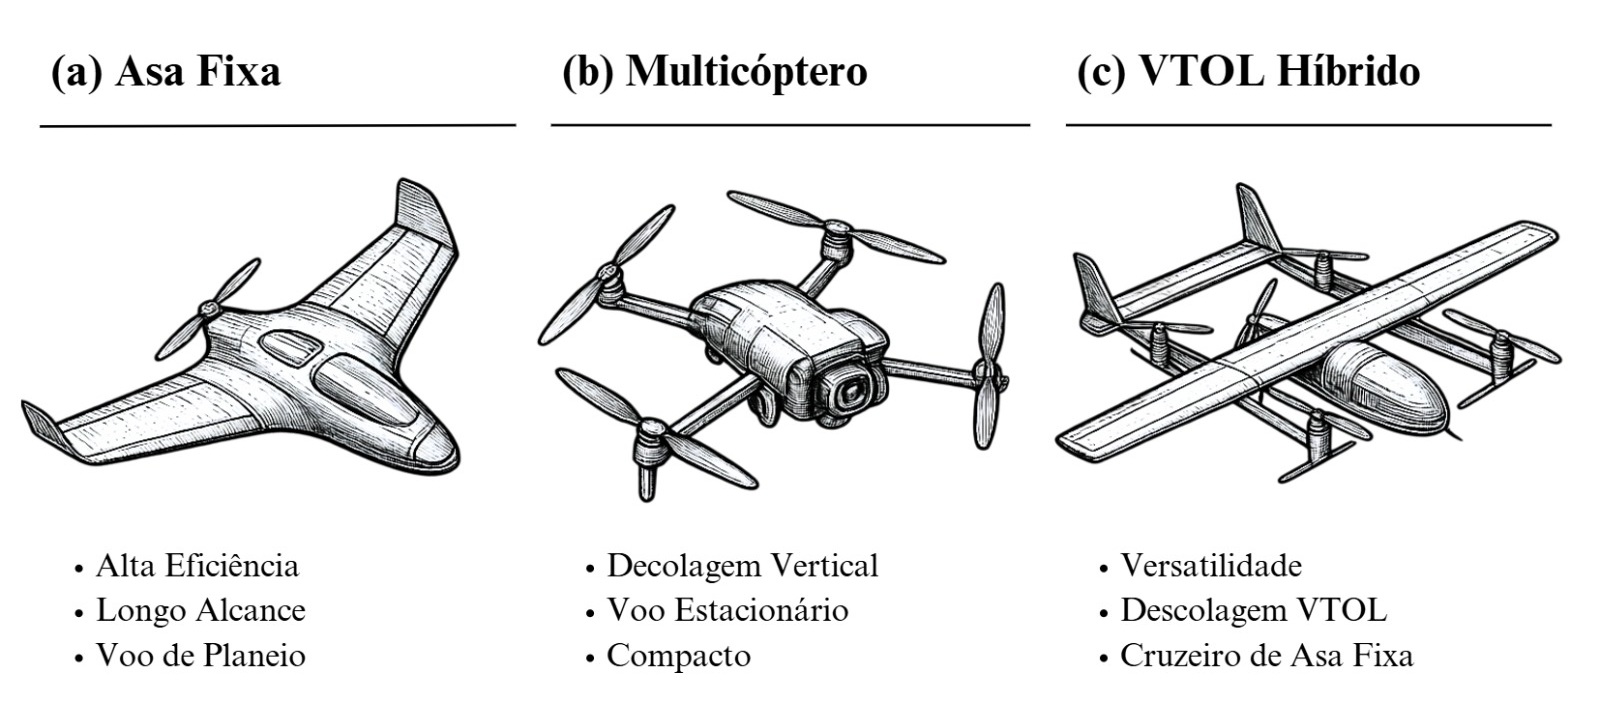 (a) Asa Fixa
(b) Multicóptero
(c) VTOL Híbrido
• Alta Eficiência
• Longo Alcance
• Voo de Planeio
• Decolagem Vertical
• Voo Estacionário
• Compacto
• Versatilidade
• Descolagem VTOL
• Cruzeiro de Asa Fixa